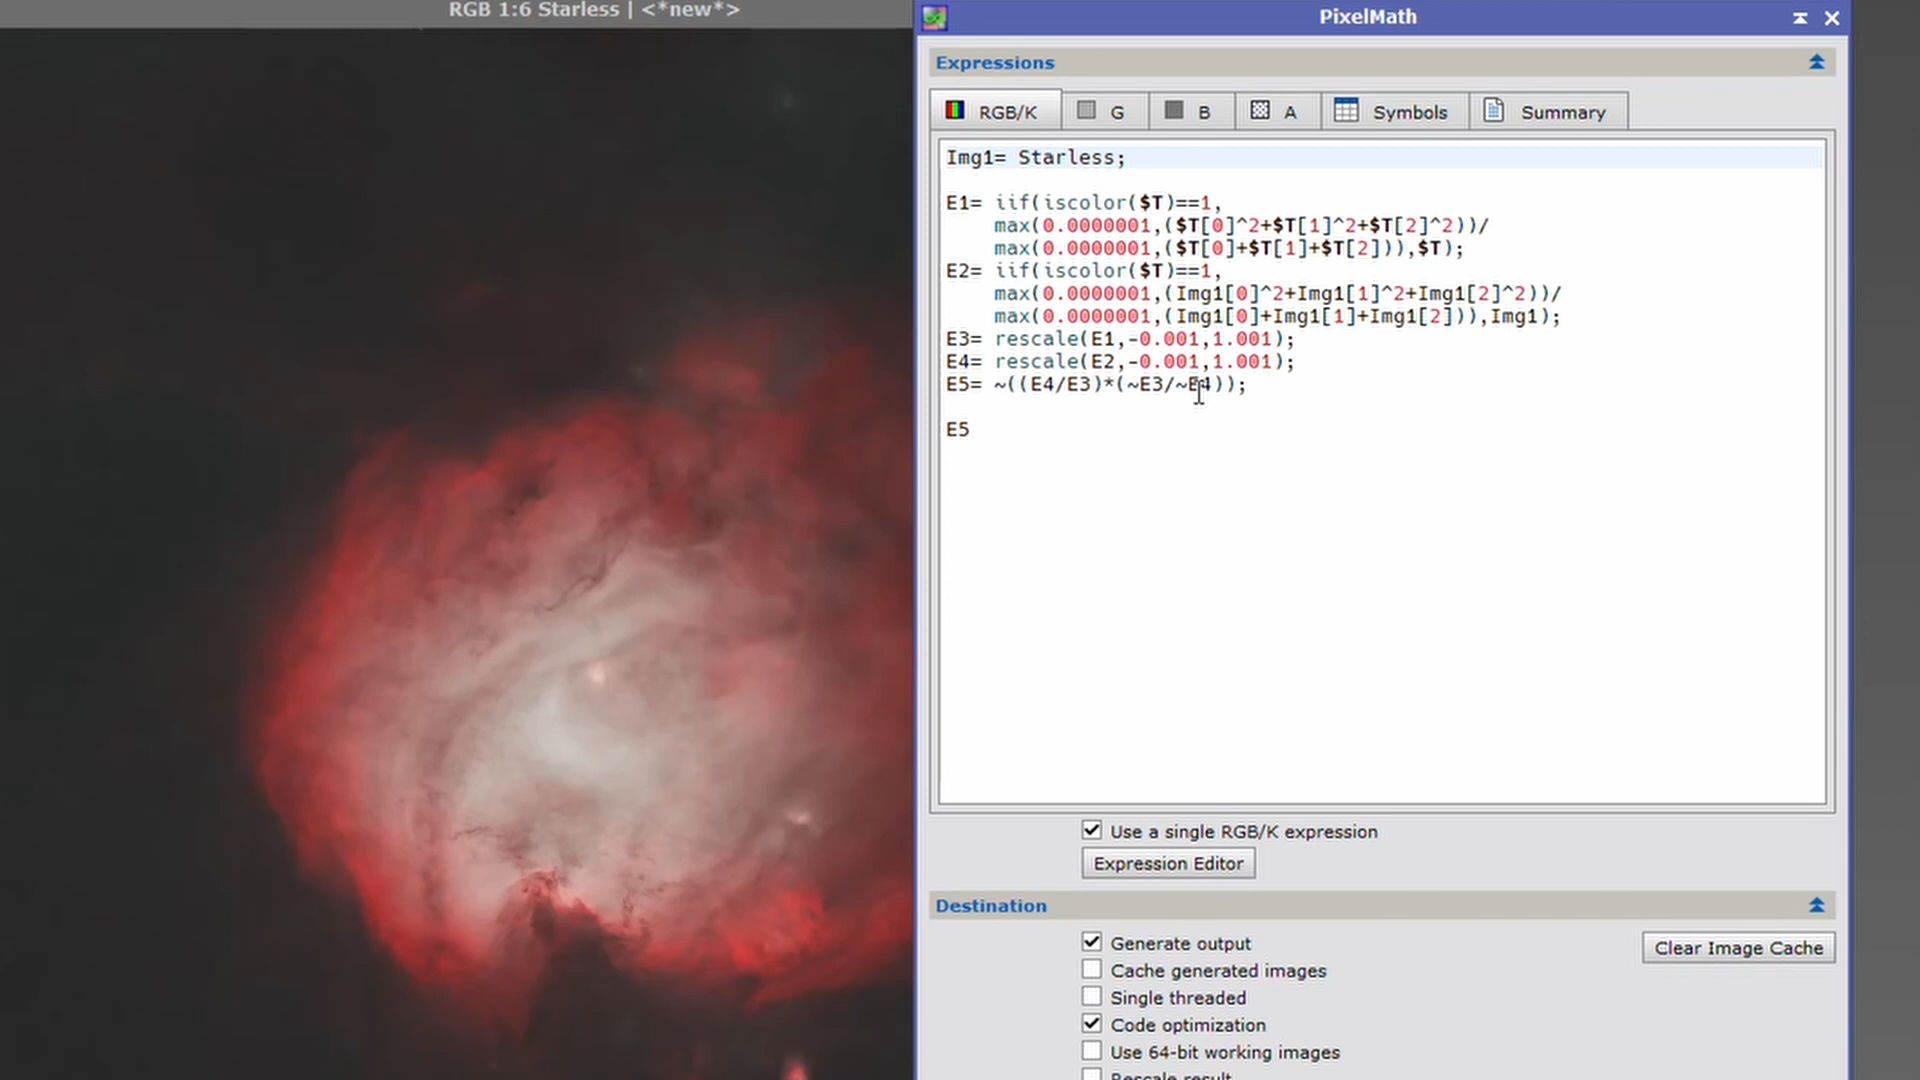 RGB 1:6 Starless | <*new*>
PixelMath
Expressions
RGB/K G B A Symbols Summary
Img1= Starless;
E1= iif(iscolor($T)==1,
max(0.0000001,($T[0]^2+$T[1]^2+$T[2]^2))/
max(0.0000001,($T[0]+$T[1]+$T[2])),$T);
E2= iif(iscolor($T)==1,
max(0.0000001,(Img1[0]^2+Img1[1]^2+Img1[2]^2))/
max(0.0000001,(Img1[0]+Img1[1]+Img1[2])),Img1);
E3= rescale(E1,-0.001,1.001);
E4= rescale(E2,-0.001,1.001);
E5= ~((E4/E3)*(~E3/~E4));
E5
Use a single RGB/K expression
Expression Editor
Destination
Generate output
Clear Image Cache
Cache generated images
Single threaded
Code optimization
Use 64-bit working images
Rescale result